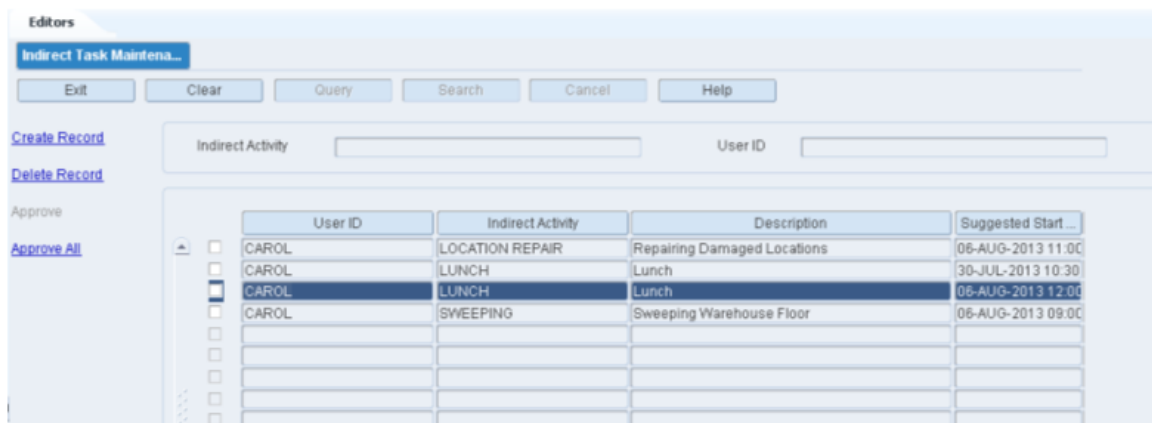 Editors
Indirect Task Maintena...
Exit Clear Query Search Cancel Help
Create Record
Indirect Activity User ID
Delete Record
Approve
User ID Indirect Activity Description Suggested Start ...
Approve All
CAROL LOCATION REPAIR Repairing Damaged Locations 06-AUG-2013 11:00
CAROL LUNCH Lunch 30-JUL-2013 10:30
CAROL LUNCH Lunch 06-AUG-2013 12:00
CAROL SWEEPING Sweeping Warehouse Floor 06-AUG-2013 09:00